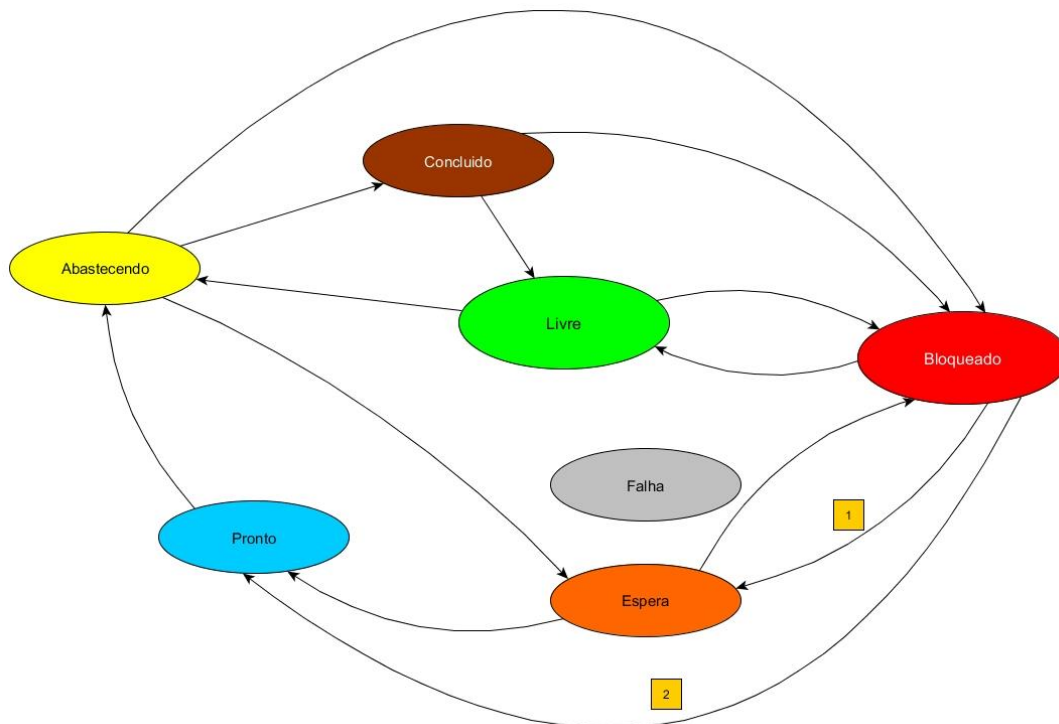 Concluido
Abastecendo
Livre
Bloqueado
Falha
1
Pronto
Espera
2